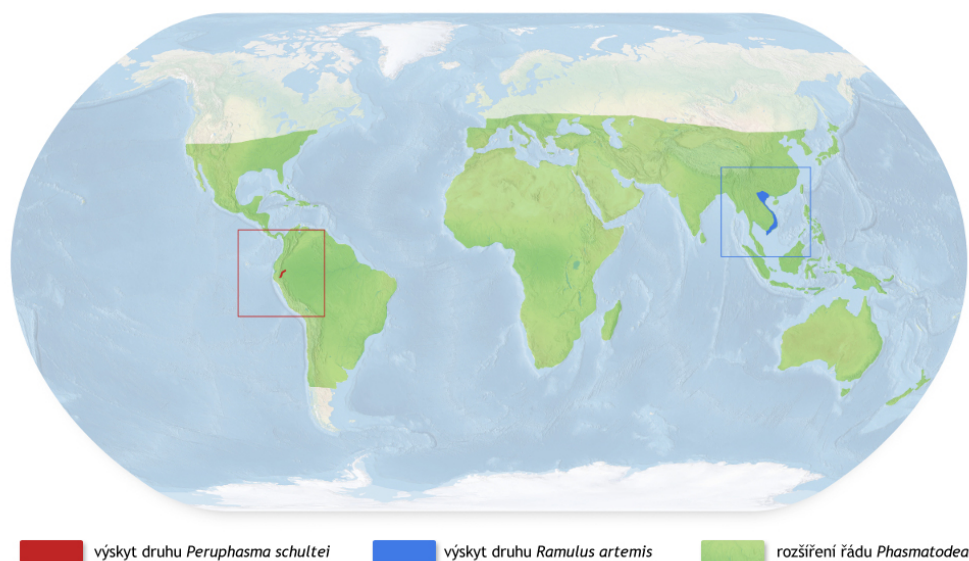 výskyt druhu Peruphasma schultei
výskyt druhu Ramulus artemis
rozšíření řádu Phasmatodea